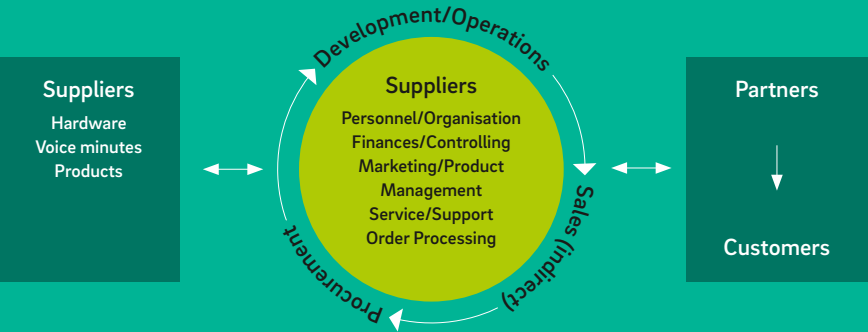 Suppliers
Hardware
Voice minutes
Products
Development/Operations
Suppliers
Personnel/Organisation
Finances/Controlling
Marketing/Product
Management
Service/Support
Order Processing
Sales (indirect)
Procurement
Partners
Customers